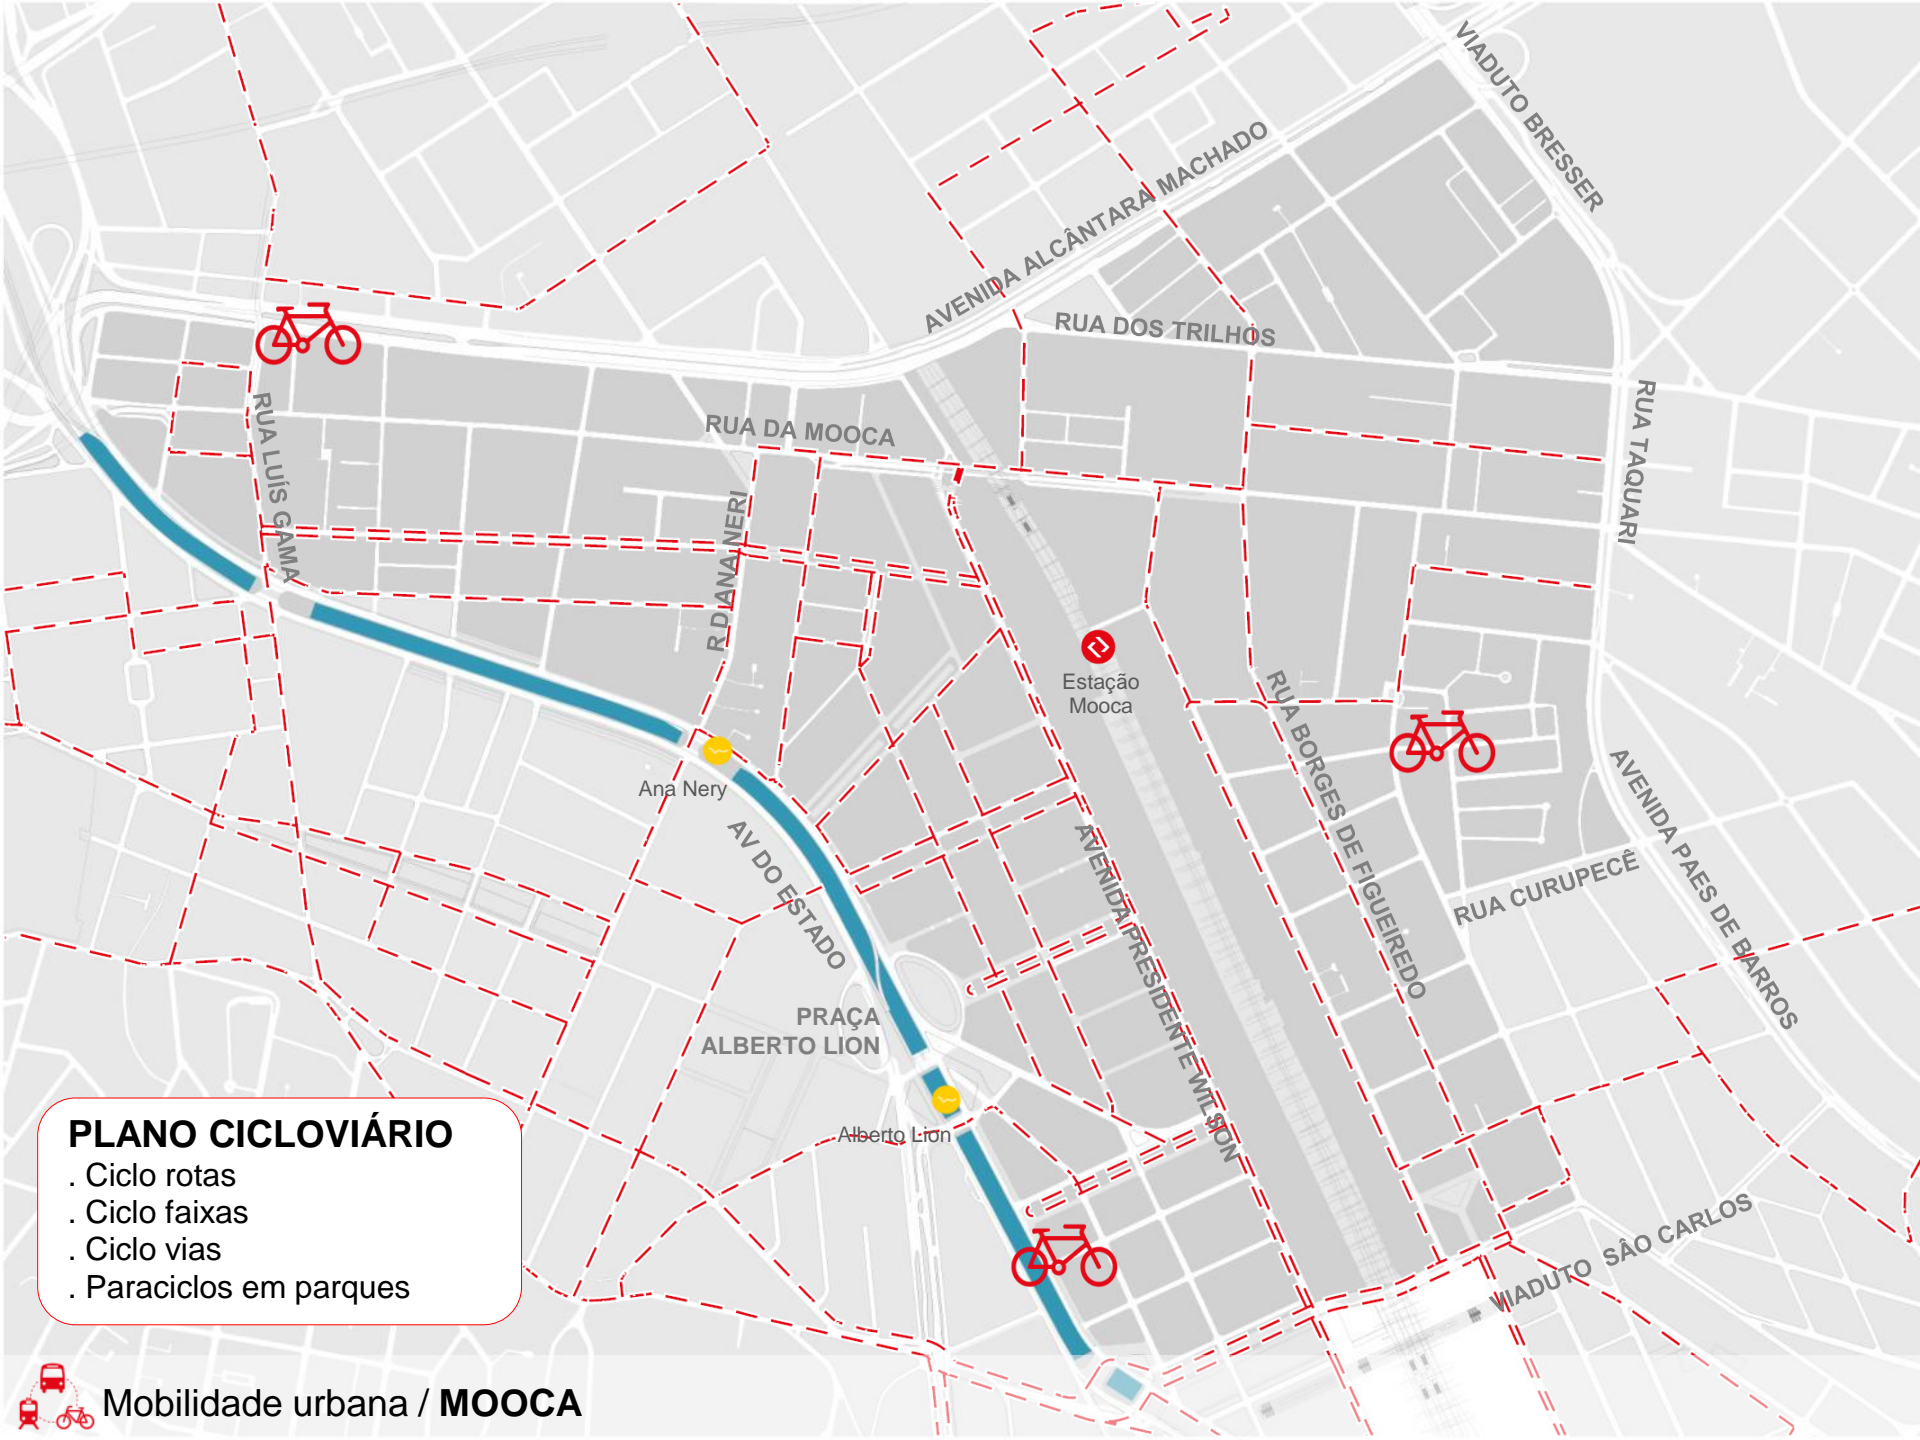 VIADUTO BRESSER
AVENIDA ALCÂNTARA MACHADO
RUA DOS TRILHOS
RUA DA MOOCA
RUA LUÍS GAMA
R D ANA NERI
RUA TAQUARI
Estação
Mooca
RUA BORGES DE FIGUEIREDO
Ana Nery
AV DO ESTADO
AVENIDA PRESIDENTE WILSON
AVENIDA PAES DE BARROS
RUA CURUPECÊ
PRAÇA
ALBERTO LION
Alberto Lion
VIADUTO SÂO CARLOS
PLANO CICLOVIÁRIO
. Ciclo rotas
. Ciclo faixas
. Ciclo vias
. Paraciclos em parques
Mobilidade urbana / MOOCA